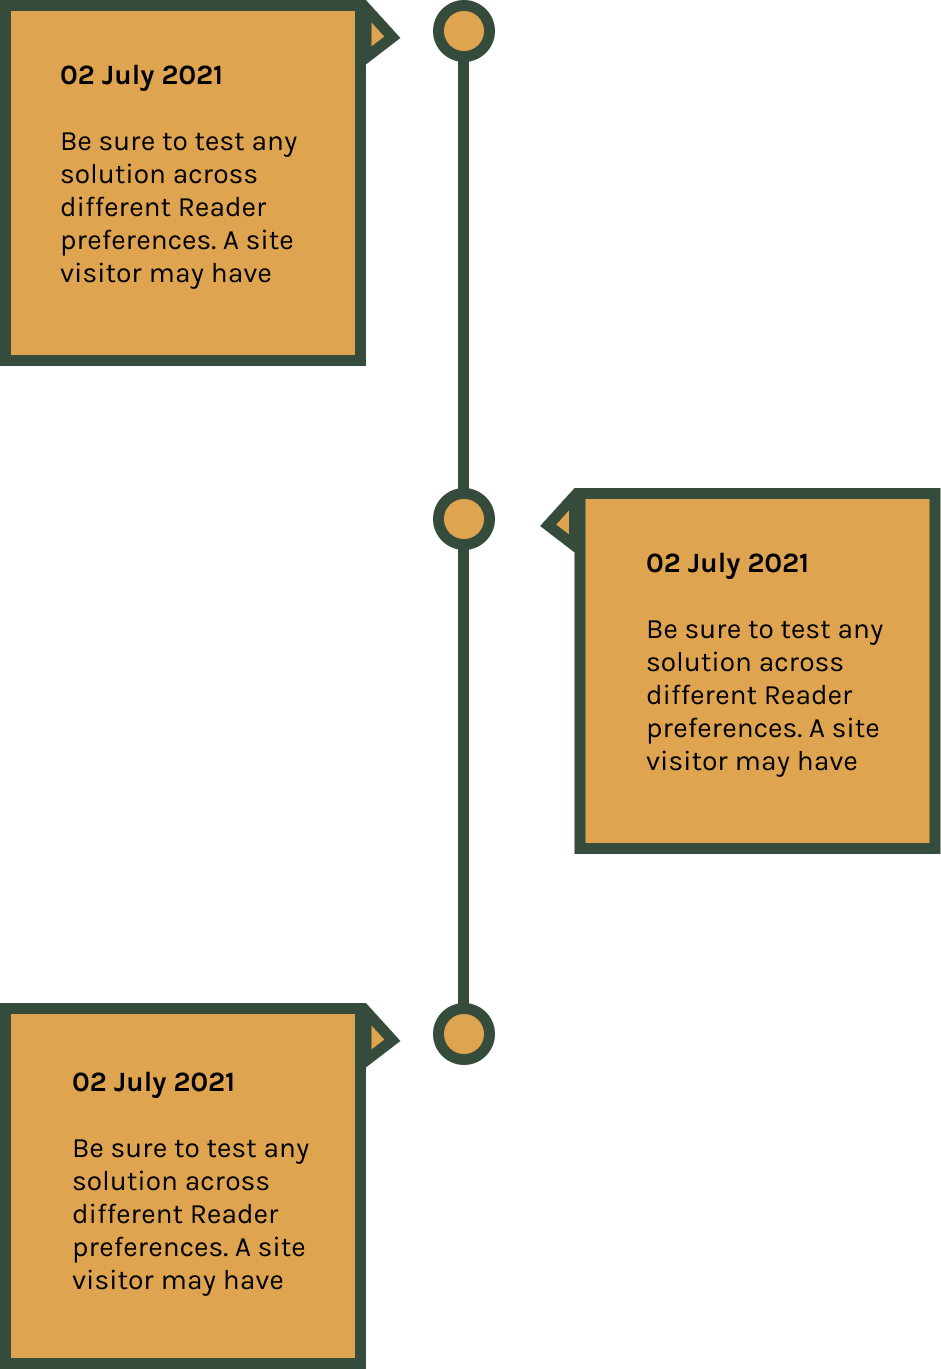 02 July 2021
Be sure to test any
solution across
different Reader
preferences. A site
visitor may have
02 July 2021
Be sure to test any
solution across
different Reader
preferences. A site
visitor may have
02 July 2021
Be sure to test any
solution across
different Reader
preferences. A site
visitor may have